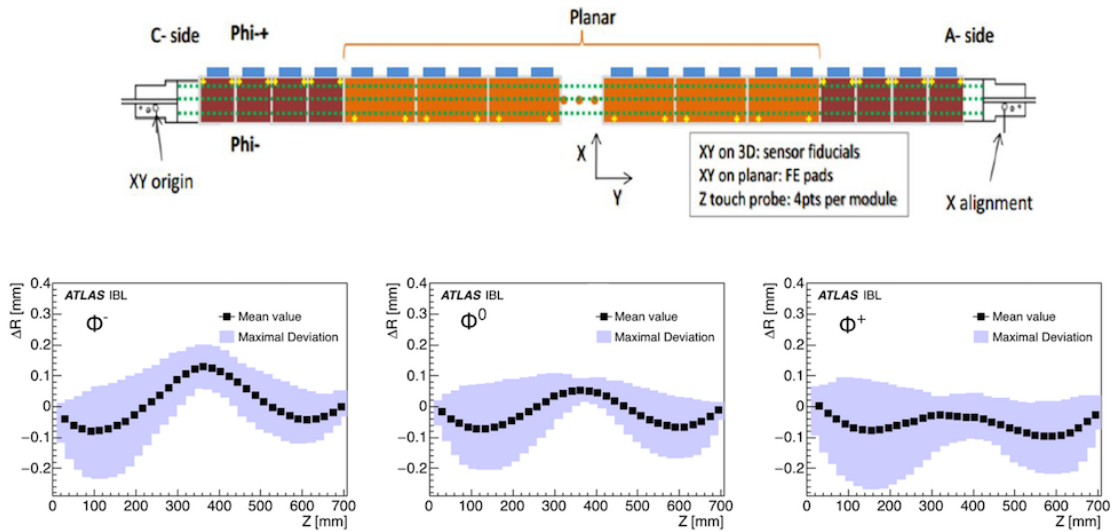 Planar
C- side Phi-+ A- side
Phi-
XY origin
X
Y
XY on 3D: sensor fiducials
XY on planar: FE pads
Z touch probe: 4pts per module
X alignment
ΔR [mm]
0.4
0.3
0.2
0.1
0
−0.1
−0.2
ATLAS IBL
Φ-
Mean value
Maximal Deviation
0 100 200 300 400 500 600 700
Z [mm]
ΔR [mm]
0.4
0.3
0.2
0.1
0
−0.1
−0.2
ATLAS IBL
Φ0
Mean value
Maximal Deviation
0 100 200 300 400 500 600 700
Z [mm]
ΔR [mm]
0.4
0.3
0.2
0.1
0
−0.1
−0.2
ATLAS IBL
Φ+
Mean value
Maximal Deviation
0 100 200 300 400 500 600 700
Z [mm]